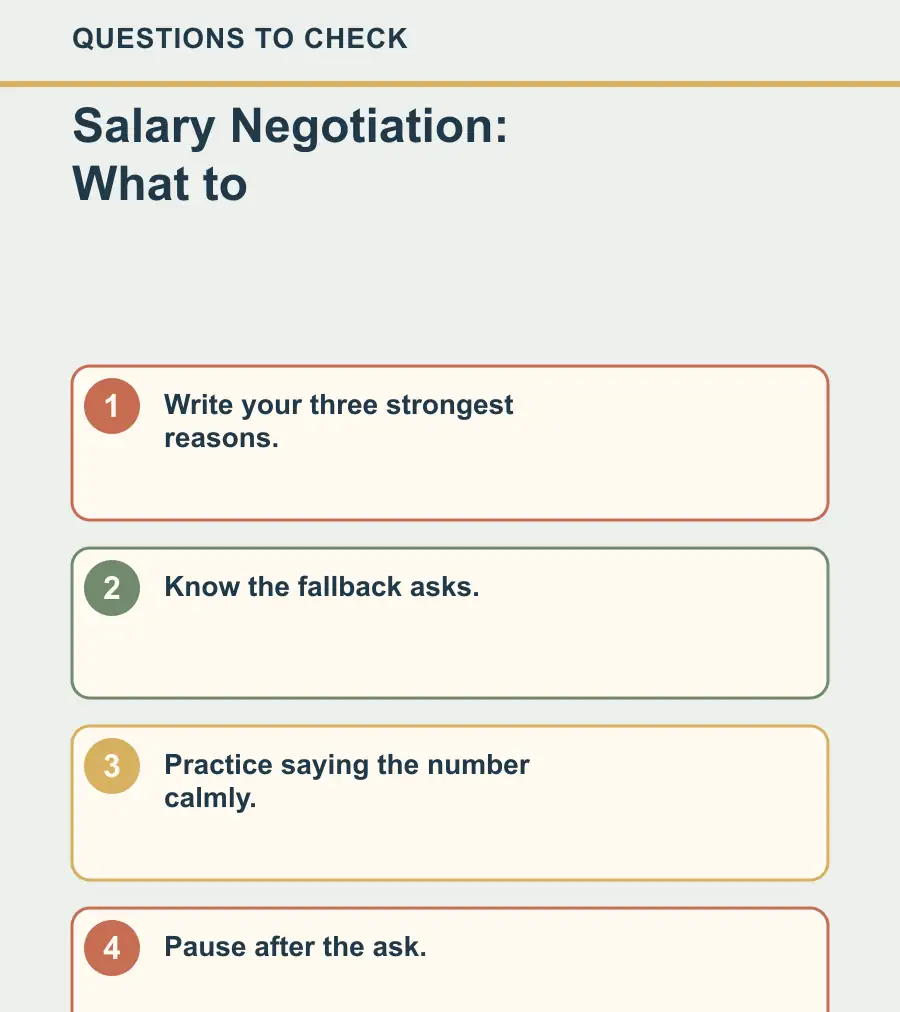 QUESTIONS TO CHECK
Salary Negotiation:
What to
1
Write your three strongest
reasons.
2
Know the fallback asks.
3
Practice saying the number
calmly.
4
Pause after the ask.